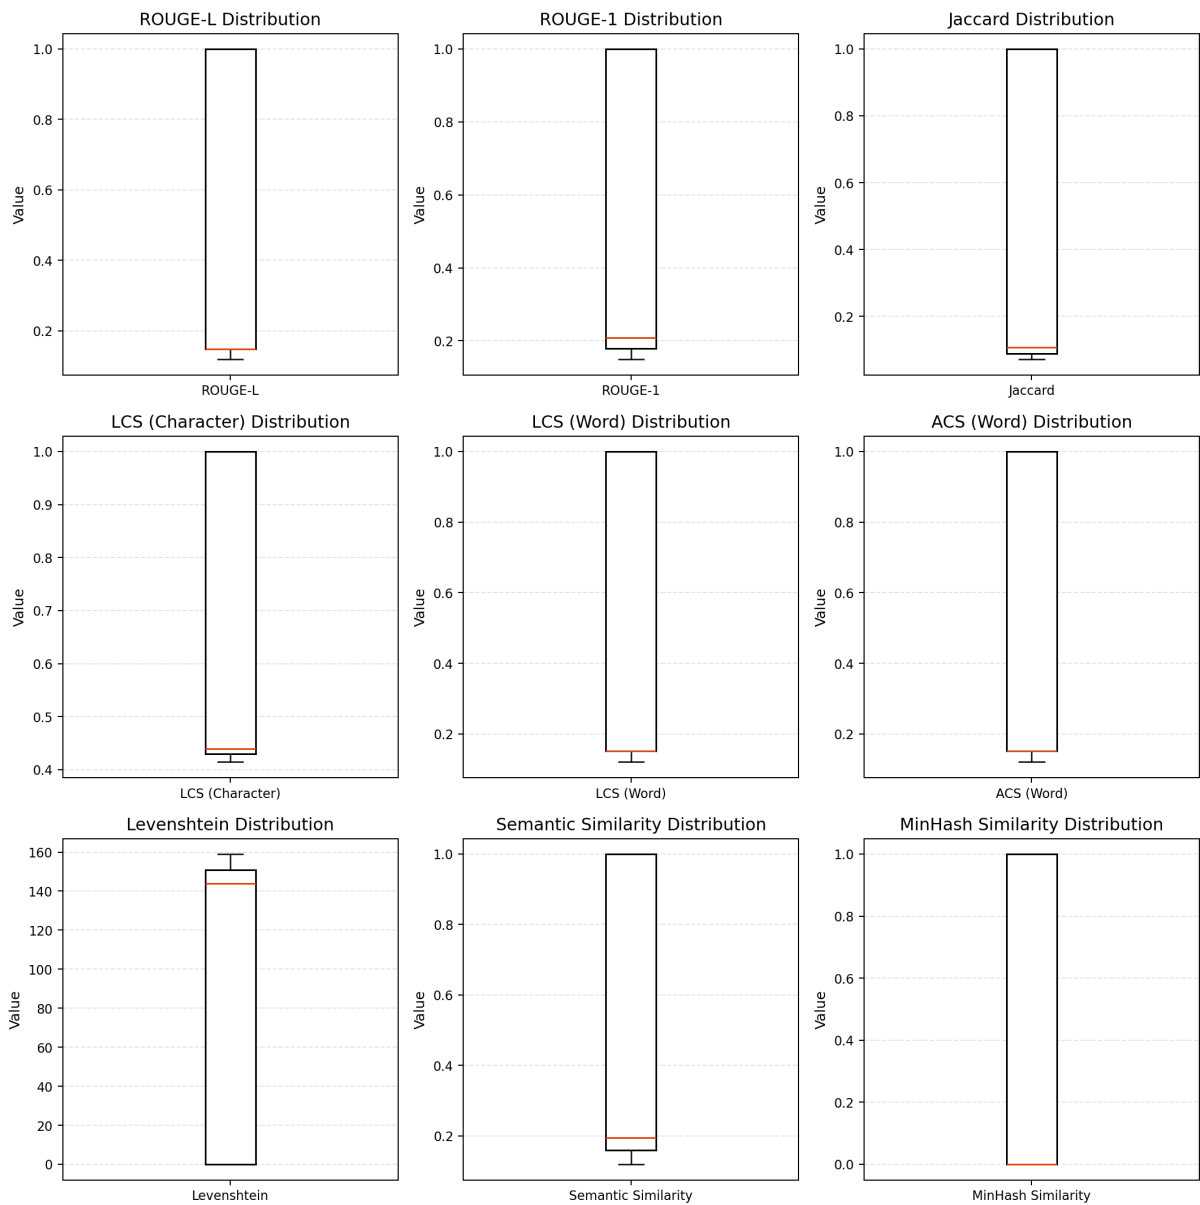 ROUGE-L Distribution
1.0
0.8
0.6
0.4
0.2
Value
ROUGE-L
ROUGE-1 Distribution
1.0
0.8
0.6
0.4
0.2
Value
ROUGE-1
Jaccard Distribution
1.0
0.8
0.6
0.4
0.2
Value
Jaccard
LCS (Character) Distribution
1.0
0.9
0.8
0.7
0.6
0.5
0.4
Value
LCS (Character)
LCS (Word) Distribution
1.0
0.8
0.6
0.4
0.2
Value
LCS (Word)
ACS (Word) Distribution
1.0
0.8
0.6
0.4
0.2
Value
ACS (Word)
Levenshtein Distribution
160
140
120
100
80
60
40
20
0
Value
Levenshtein
Semantic Similarity Distribution
1.0
0.8
0.6
0.4
0.2
Value
Semantic Similarity
MinHash Similarity Distribution
1.0
0.8
0.6
0.4
0.2
0.0
Value
MinHash Similarity